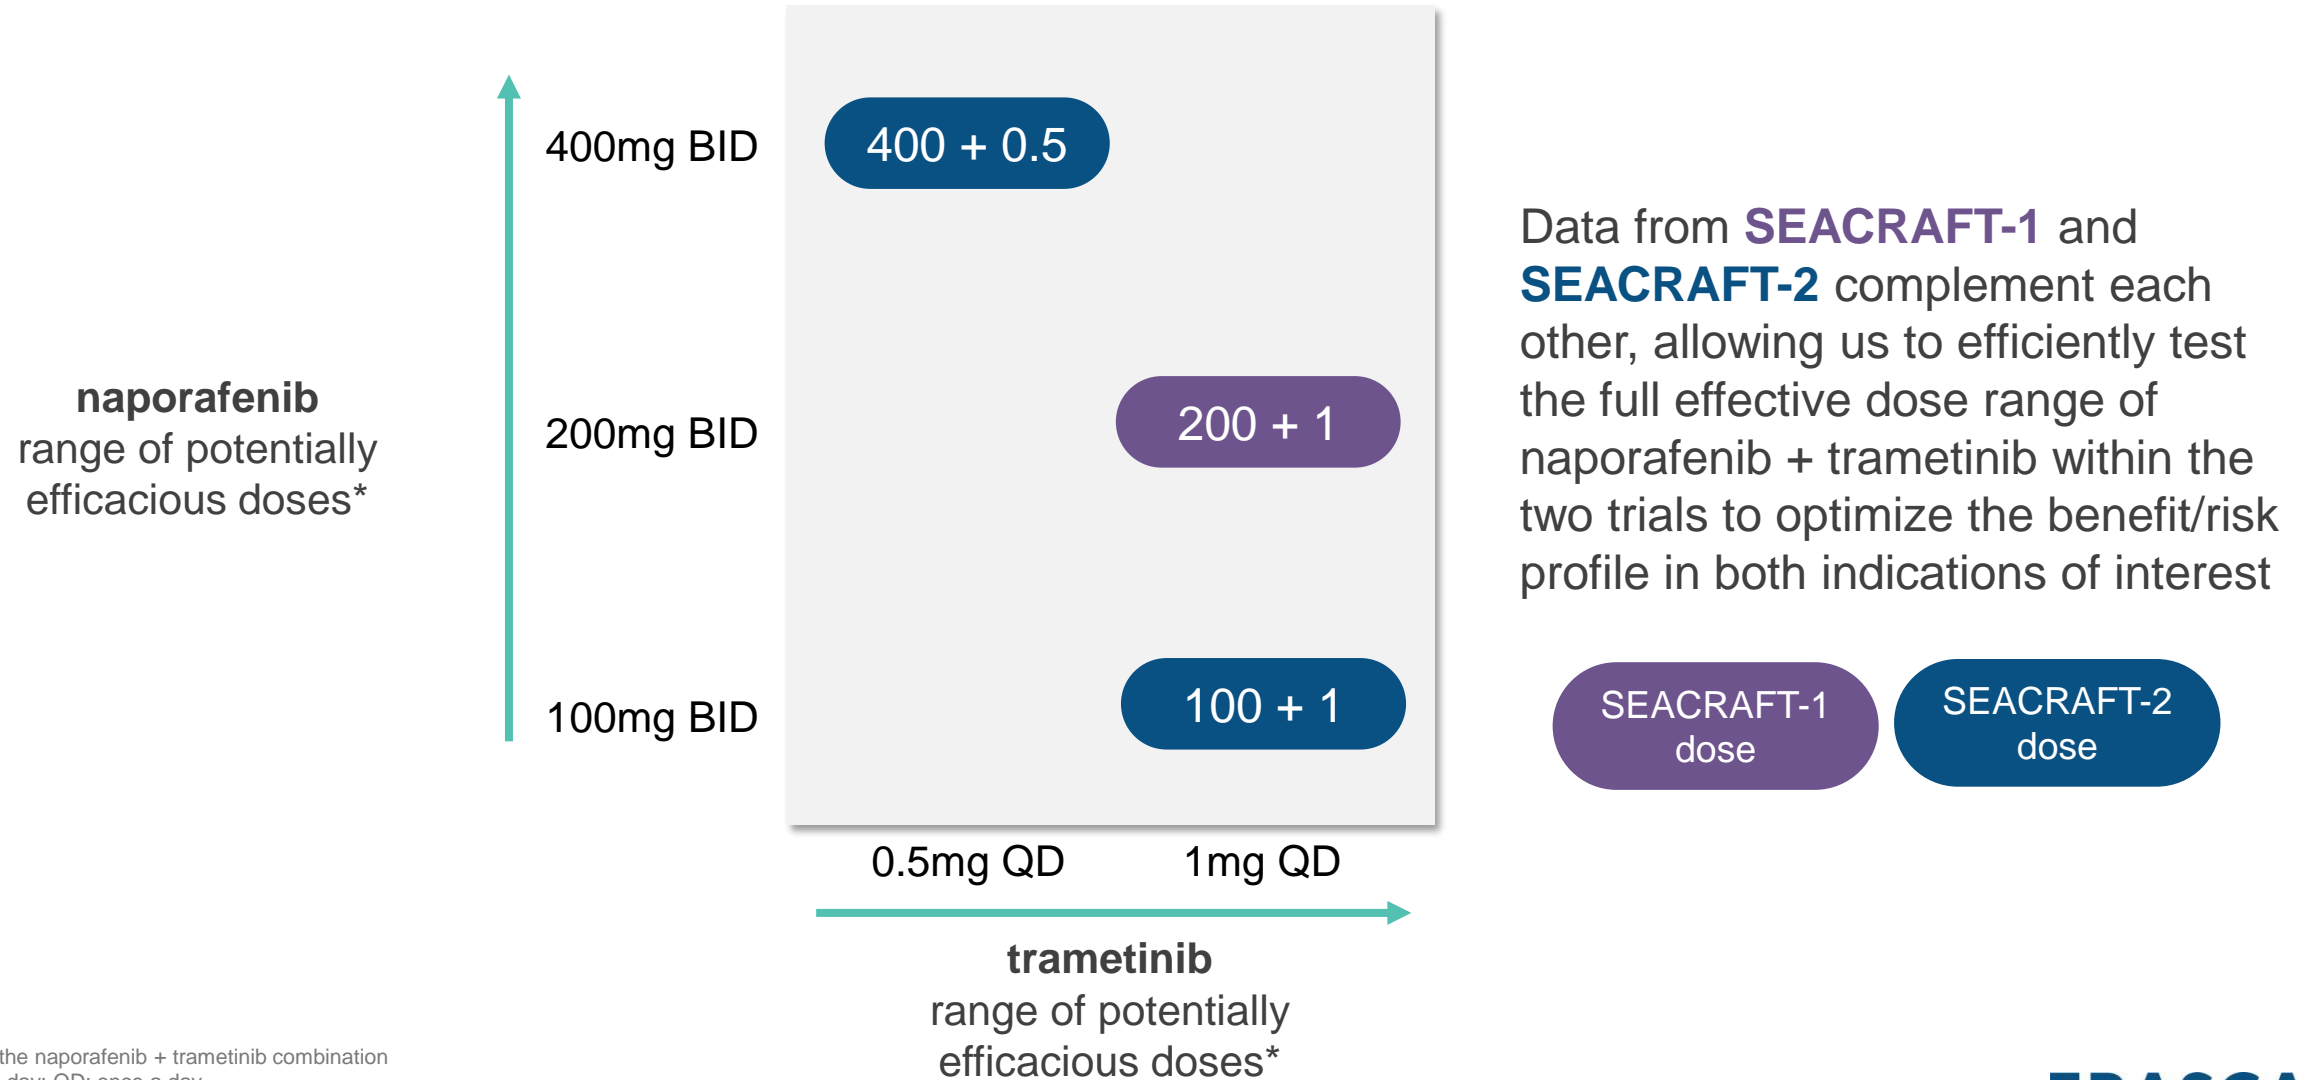 400mg BID
400 + 0.5
200mg BID
200 + 1
100mg BID
100 + 1
naporafenib
range of potentially
efficacious doses*
0.5mg QD
1mg QD
trametinib
range of potentially
efficacious doses*
Data from SEACRAFT-1 and
SEACRAFT-2 complement each
other, allowing us to efficiently test
the full effective dose range of
naporafenib + trametinib within the
two trials to optimize the benefit/risk
profile in both indications of interest
SEACRAFT-1
dose
SEACRAFT-2
dose
the naporafenib + trametinib combination
day; QD: once a day